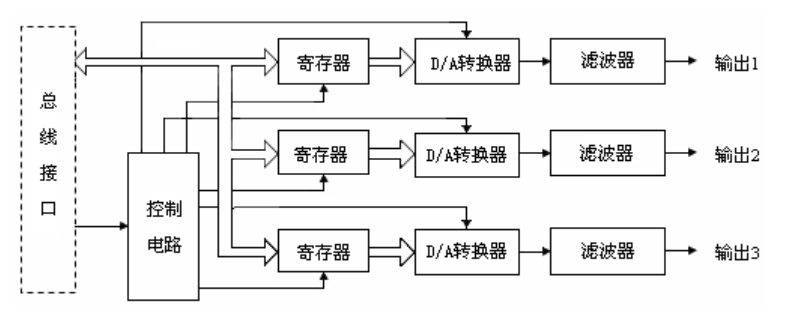 总线接口
控制电路
寄存器 D/A转换器 滤波器 输出1
寄存器 D/A转换器 滤波器 输出2
寄存器 D/A转换器 滤波器 输出3